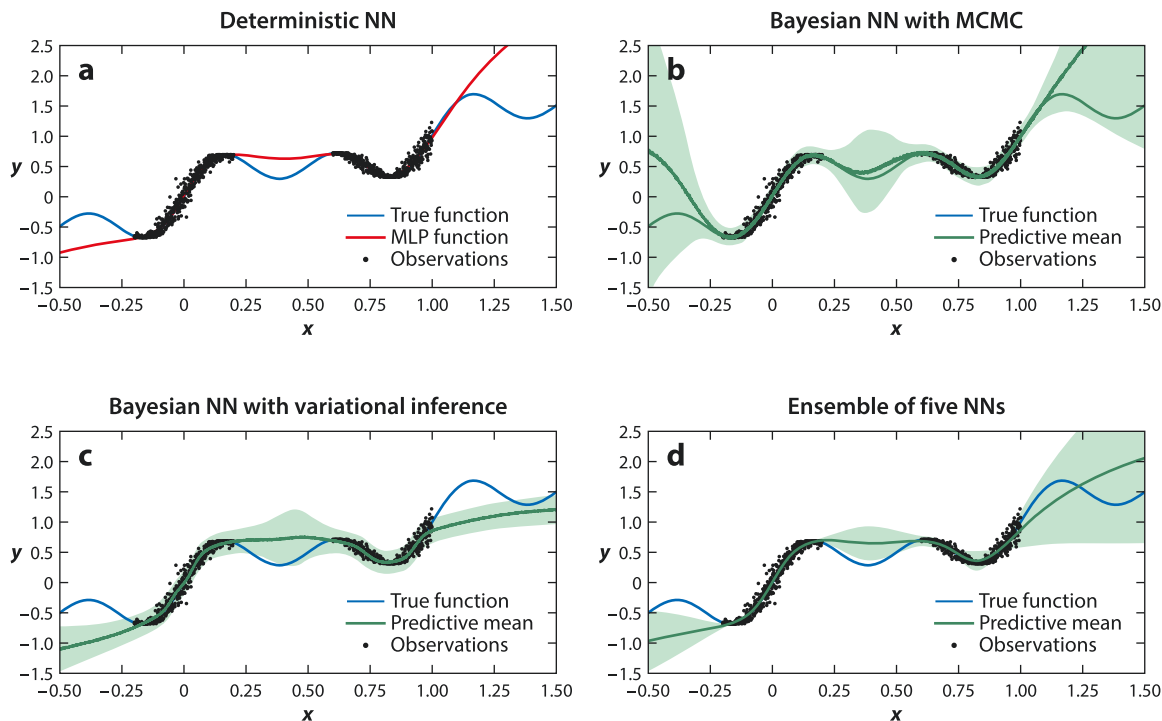 Deterministic NN
a
2.5
2.0
1.5
1.0
0.5
0
−0.5
−1.0
−1.5
y
True function
MLP function
Observations
−0.50 −0.25 0 0.25 0.50 0.75 1.00 1.25 1.50
x
Bayesian NN with MCMC
b
2.5
2.0
1.5
1.0
0.5
0
−0.5
−1.0
−1.5
y
True function
Predictive mean
Observations
−0.50 −0.25 0 0.25 0.50 0.75 1.00 1.25 1.50
x
Bayesian NN with variational inference
c
2.5
2.0
1.5
1.0
0.5
0
−0.5
−1.0
−1.5
y
True function
Predictive mean
Observations
−0.50 −0.25 0 0.25 0.50 0.75 1.00 1.25 1.50
x
Ensemble of five NNs
d
2.5
2.0
1.5
1.0
0.5
0
−0.5
−1.0
−1.5
y
True function
Predictive mean
Observations
−0.50 −0.25 0 0.25 0.50 0.75 1.00 1.25 1.50
x